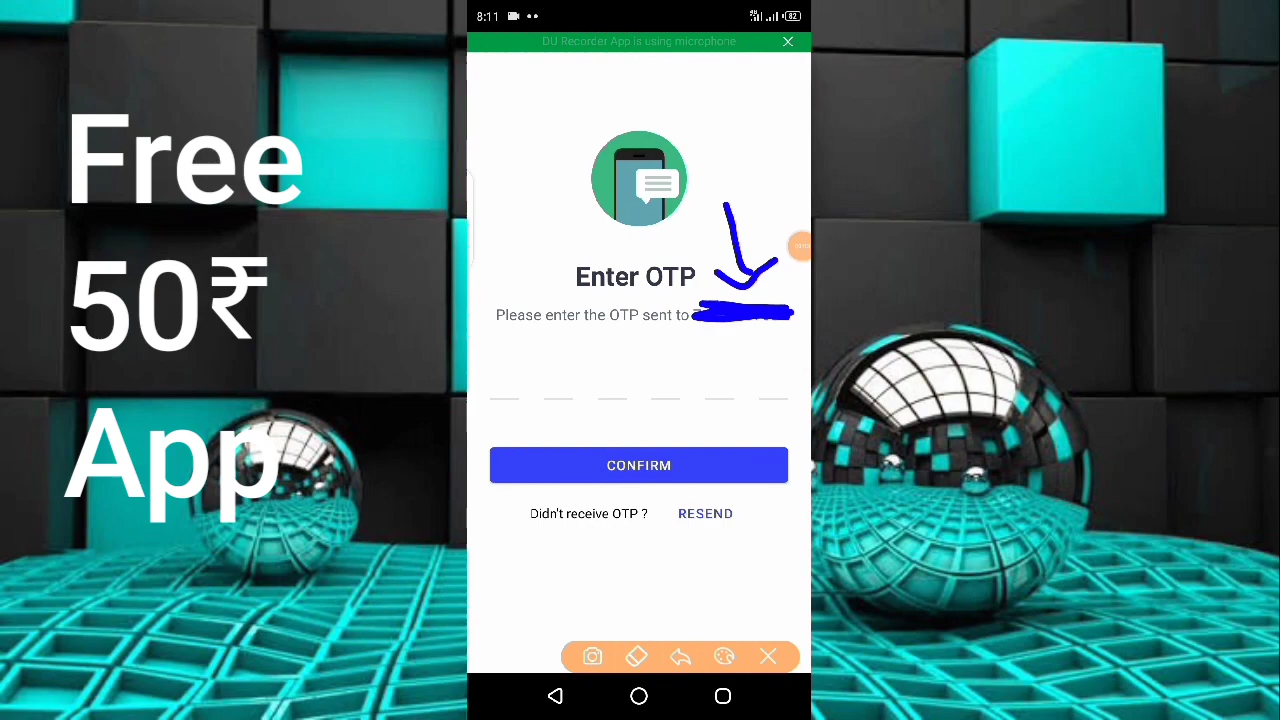 Free
50₹
App
8:11
82
DU Recorder App is using microphone
Enter OTP
Please enter the OTP sent to
CONFIRM
Didn't receive OTP ? RESEND